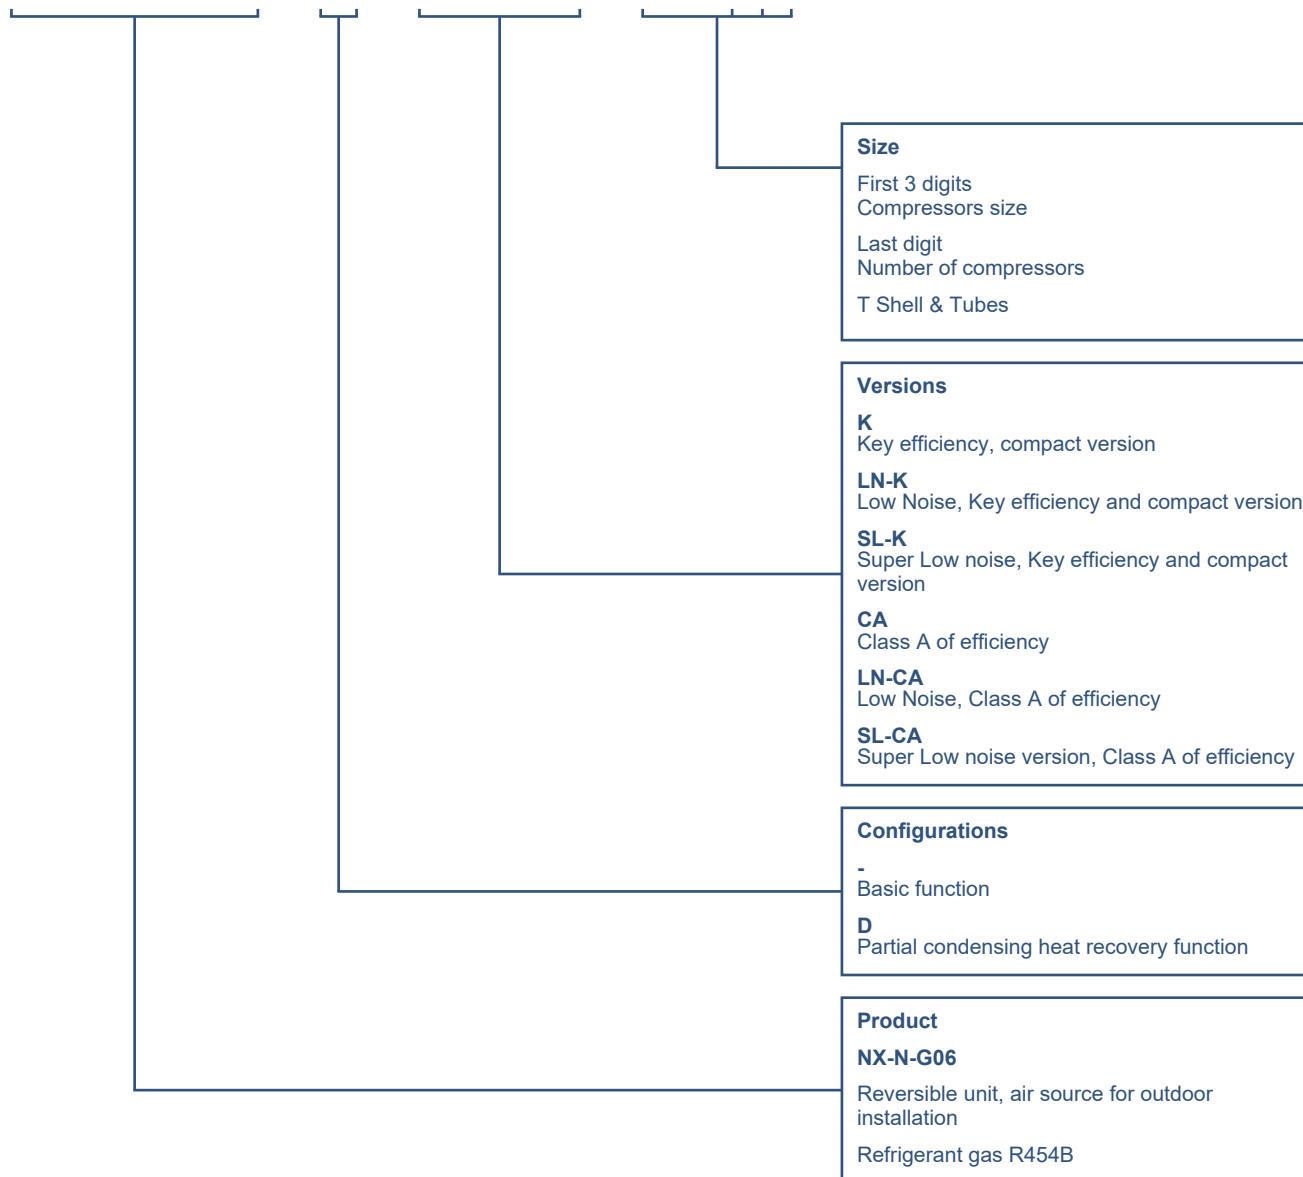 Size
First 3 digits
Compressors size
Last digit
Number of compressors
T Shell & Tubes
Versions
K
Key efficiency, compact version
LN-K
Low Noise, Key efficiency and compact version
SL-K
Super Low noise, Key efficiency and compact
version
CA
Class A of efficiency
LN-CA
Low Noise, Class A of efficiency
SL-CA
Super Low noise version, Class A of efficiency
Configurations
-
Basic function
D
Partial condensing heat recovery function
Product
NX-N-G06
Reversible unit, air source for outdoor
installation
Refrigerant gas R454B